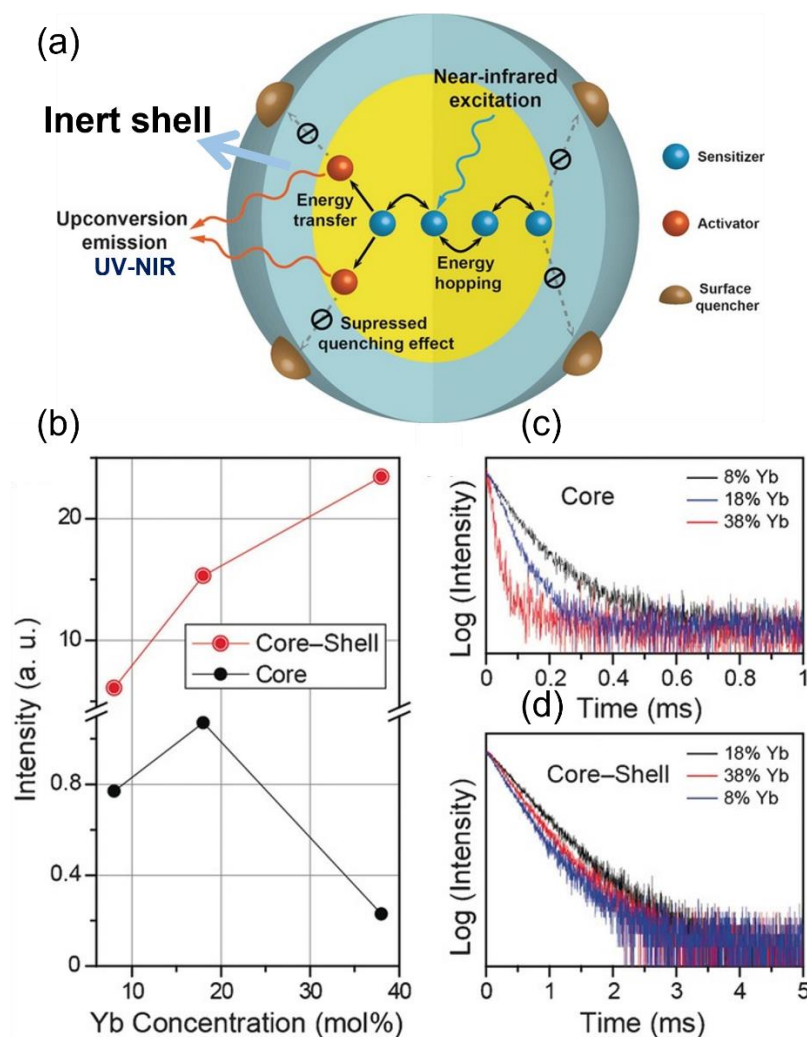 (a)
Inert shell
Near-infrared
excitation
Sensitizer
Energy
transfer
Upconversion
emission
UV-NIR
Activator
Energy
hopping
Supressed
quenching effect
Surface
quencher
(b)
20
10
0.8
0.4
0
Intensity (a. u.)
Core–Shell
Core
10
20
30
40
Yb Concentration (mol%)
(c)
Log (Intensity)
Core
8% Yb
18% Yb
38% Yb
0
0.2
0.4
0.6
0.8
1
Time (ms)
(d)
Log (Intensity)
Core–Shell
18% Yb
38% Yb
8% Yb
0
1
2
3
4
5
Time (ms)